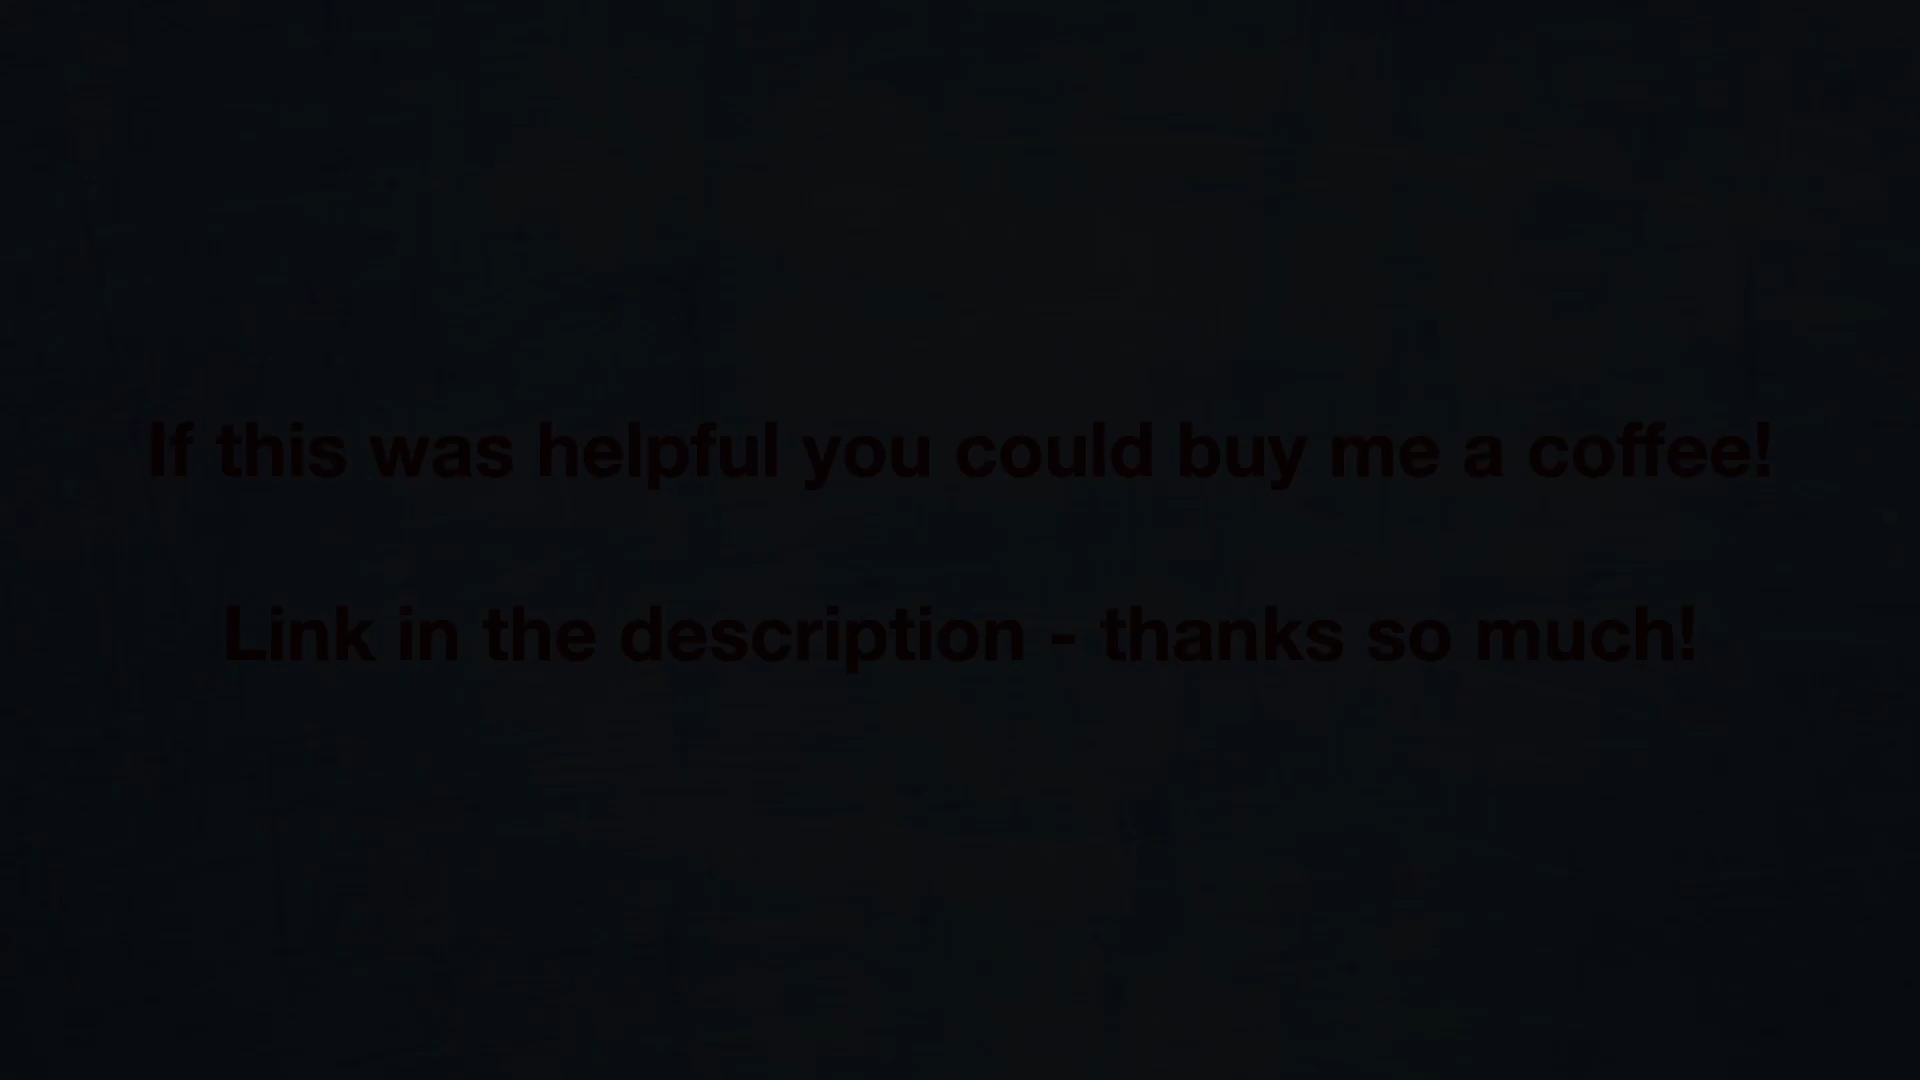 If this was helpful you could buy me a coffee!
Link in the description - thanks so much!